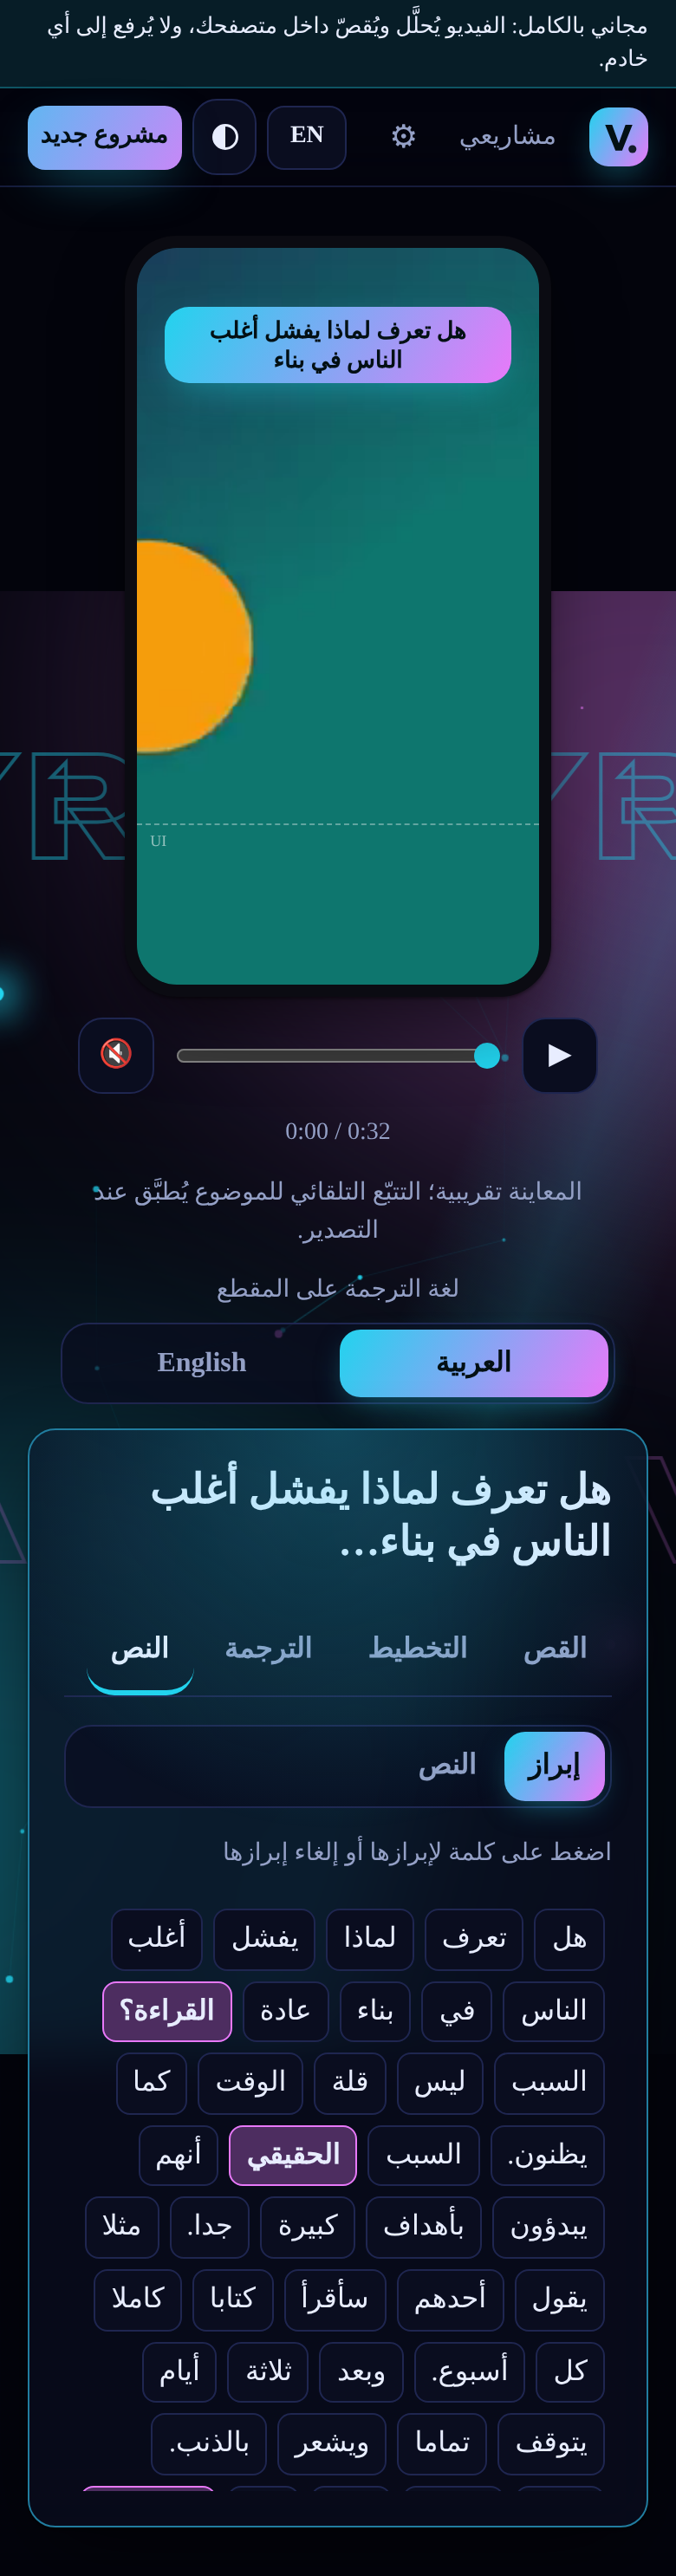 مجاني بالكامل: الفيديو يُحلَّل ويُقصّ داخل متصفحك، ولا يُرفع إلى أي
خادم.
V.
مشاريعي
⚙
EN
مشروع جديد
هل تعرف لماذا يفشل أغلب
الناس في بناء
YR
YR
UI
0:00 / 0:32
المعاينة تقريبية؛ التتبّع التلقائي للموضوع يُطبَّق عند
التصدير.
لغة الترجمة على المقطع
العربية
English
هل تعرف لماذا يفشل أغلب
الناس في بناء...
القص
التخطيط
الترجمة
النص
إبراز
النص
اضغط على كلمة لإبرازها أو إلغاء إبرازها
هل تعرف لماذا يفشل أغلب
الناس في بناء عادة القراءة؟
السبب ليس قلة الوقت كما
يظنون. السبب الحقيقي أنهم
يبدؤون بأهداف كبيرة جدا. مثلا
يقول أحدهم سأقرأ كتابا كاملا
كل أسبوع. وبعد ثلاثة أيام
يتوقف تماما ويشعر بالذنب.